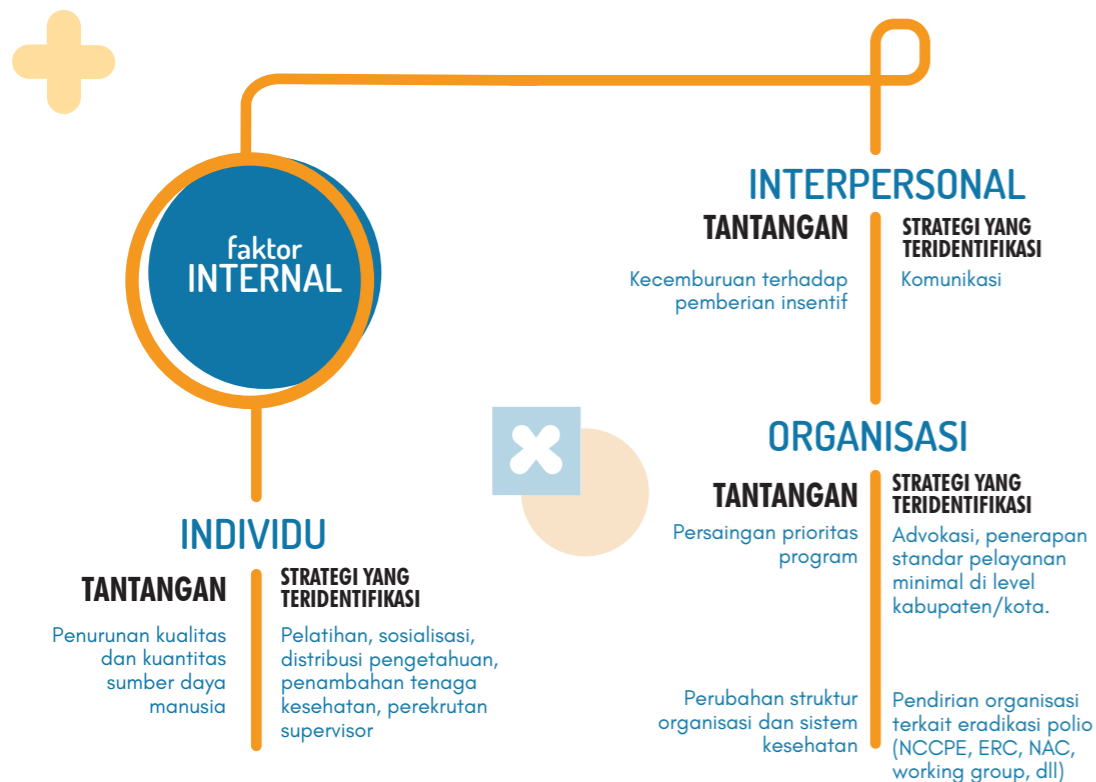 faktor
INTERNAL
INDIVIDU
TANTANGAN
STRATEGI YANG
TERIDENTIFIKASI
Penurunan kualitas
dan kuantitas
sumber daya
manusia
Pelatihan, sosialisasi,
distribusi pengetahuan,
penambahan tenaga
kesehatan, perekrutan
supervisor
INTERPERSONAL
TANTANGAN
STRATEGI YANG
TERIDENTIFIKASI
Kecemburuan terhadap
pemberian insentif
Komunikasi
ORGANISASI
TANTANGAN
STRATEGI YANG
TERIDENTIFIKASI
Persaingan prioritas
program
Advokasi, penerapan
standar pelayanan
minimal di level
kabupaten/kota.
Perubahan struktur
organisasi dan sistem
kesehatan
Pendirian organisasi
terkait eradikasi polio
(NCCPE, ERC, NAC,
working group, dll)